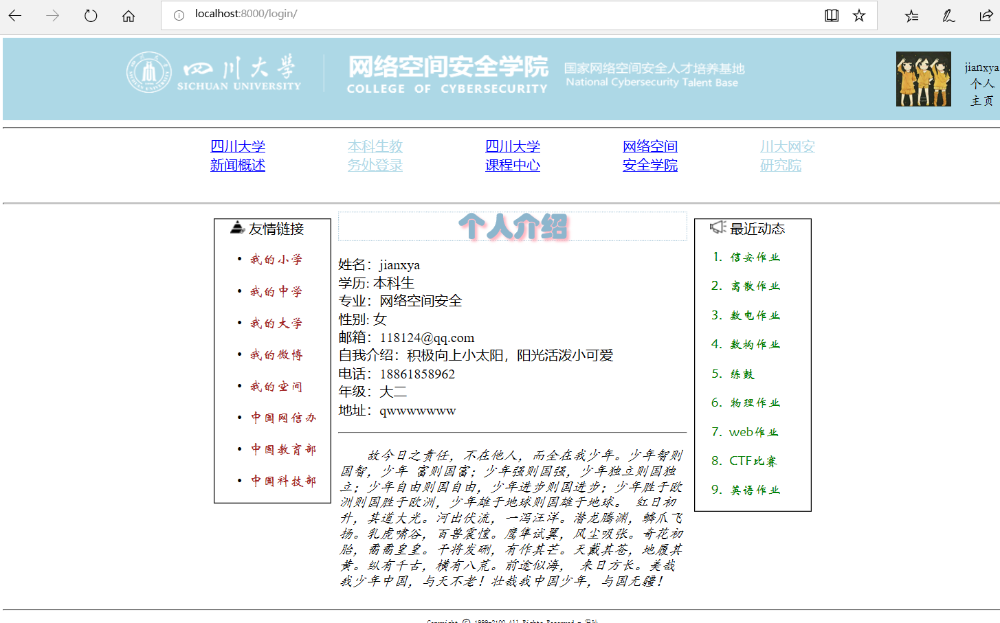 localhost:8000/login/
四川大学
SICHUAN UNIVERSITY
网络空间安全学院
COLLEGE OF CYBERSECURITY
国家网络空间安全人才培养基地
National Cybersecurity Talent Base
jianxya
个人
主页
四川大学
新闻概述
本科生教
务处登录
四川大学
课程中心
网络空间
安全学院
川大网安
研究院
友情链接
• 我的小学
• 我的中学
• 我的大学
• 我的微博
• 我的空间
• 中国网信办
• 中国教育部
• 中国科技部
个人介绍
姓名：jianxya
学历: 本科生
专业：网络空间安全
性别: 女
邮箱：118124@qq.com
自我介绍：积极向上小太阳，阳光活泼小可爱
电话：18861858962
年级：大二
地址：qwwwwwww
故今日之责任，不在他人，而全在我少年。少年智则
国智，少年 富则国富；少年强则国强，少年独立则国独
立；少年自由则国自由，少年进步则国进步；少年胜于欧
洲则国胜于欧洲，少年雄于地球则国雄于地球。 红日初
升，其道大光。河出伏流，一泻汪洋。潜龙腾渊，鳞爪飞
扬。乳虎啸谷，百兽震惶。鹰隼试翼，风尘吸张。奇花初
胎，矞矞皇皇。干将发硎，有作其芒。天戴其苍，地履其
黄。纵有千古，横有八荒。前途似海， 来日方长。美哉
我少年中国，与天不老！壮哉我中国少年，与国无疆！
最近动态
1. 信安作业
2. 离散作业
3. 数电作业
4. 数构作业
5. 练鼓
6. 物理作业
7. web作业
8. CTF比赛
9. 英语作业
Copyright © 1999-2100 All Rights Reserved